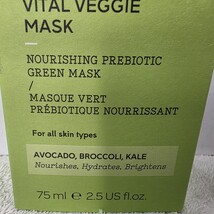 VITAL VEGGIE
MASK
NOURISHING PREBIOTIC
GREEN MASK
/
MASQUE VERT
PRÉBIOTIQUE NOURRISSANT
For all skin types
AVOCADO, BROCCOLI, KALE
Nourishes, Hydrates, Brightens
75 ml ℮ 2.5 US fl.oz.